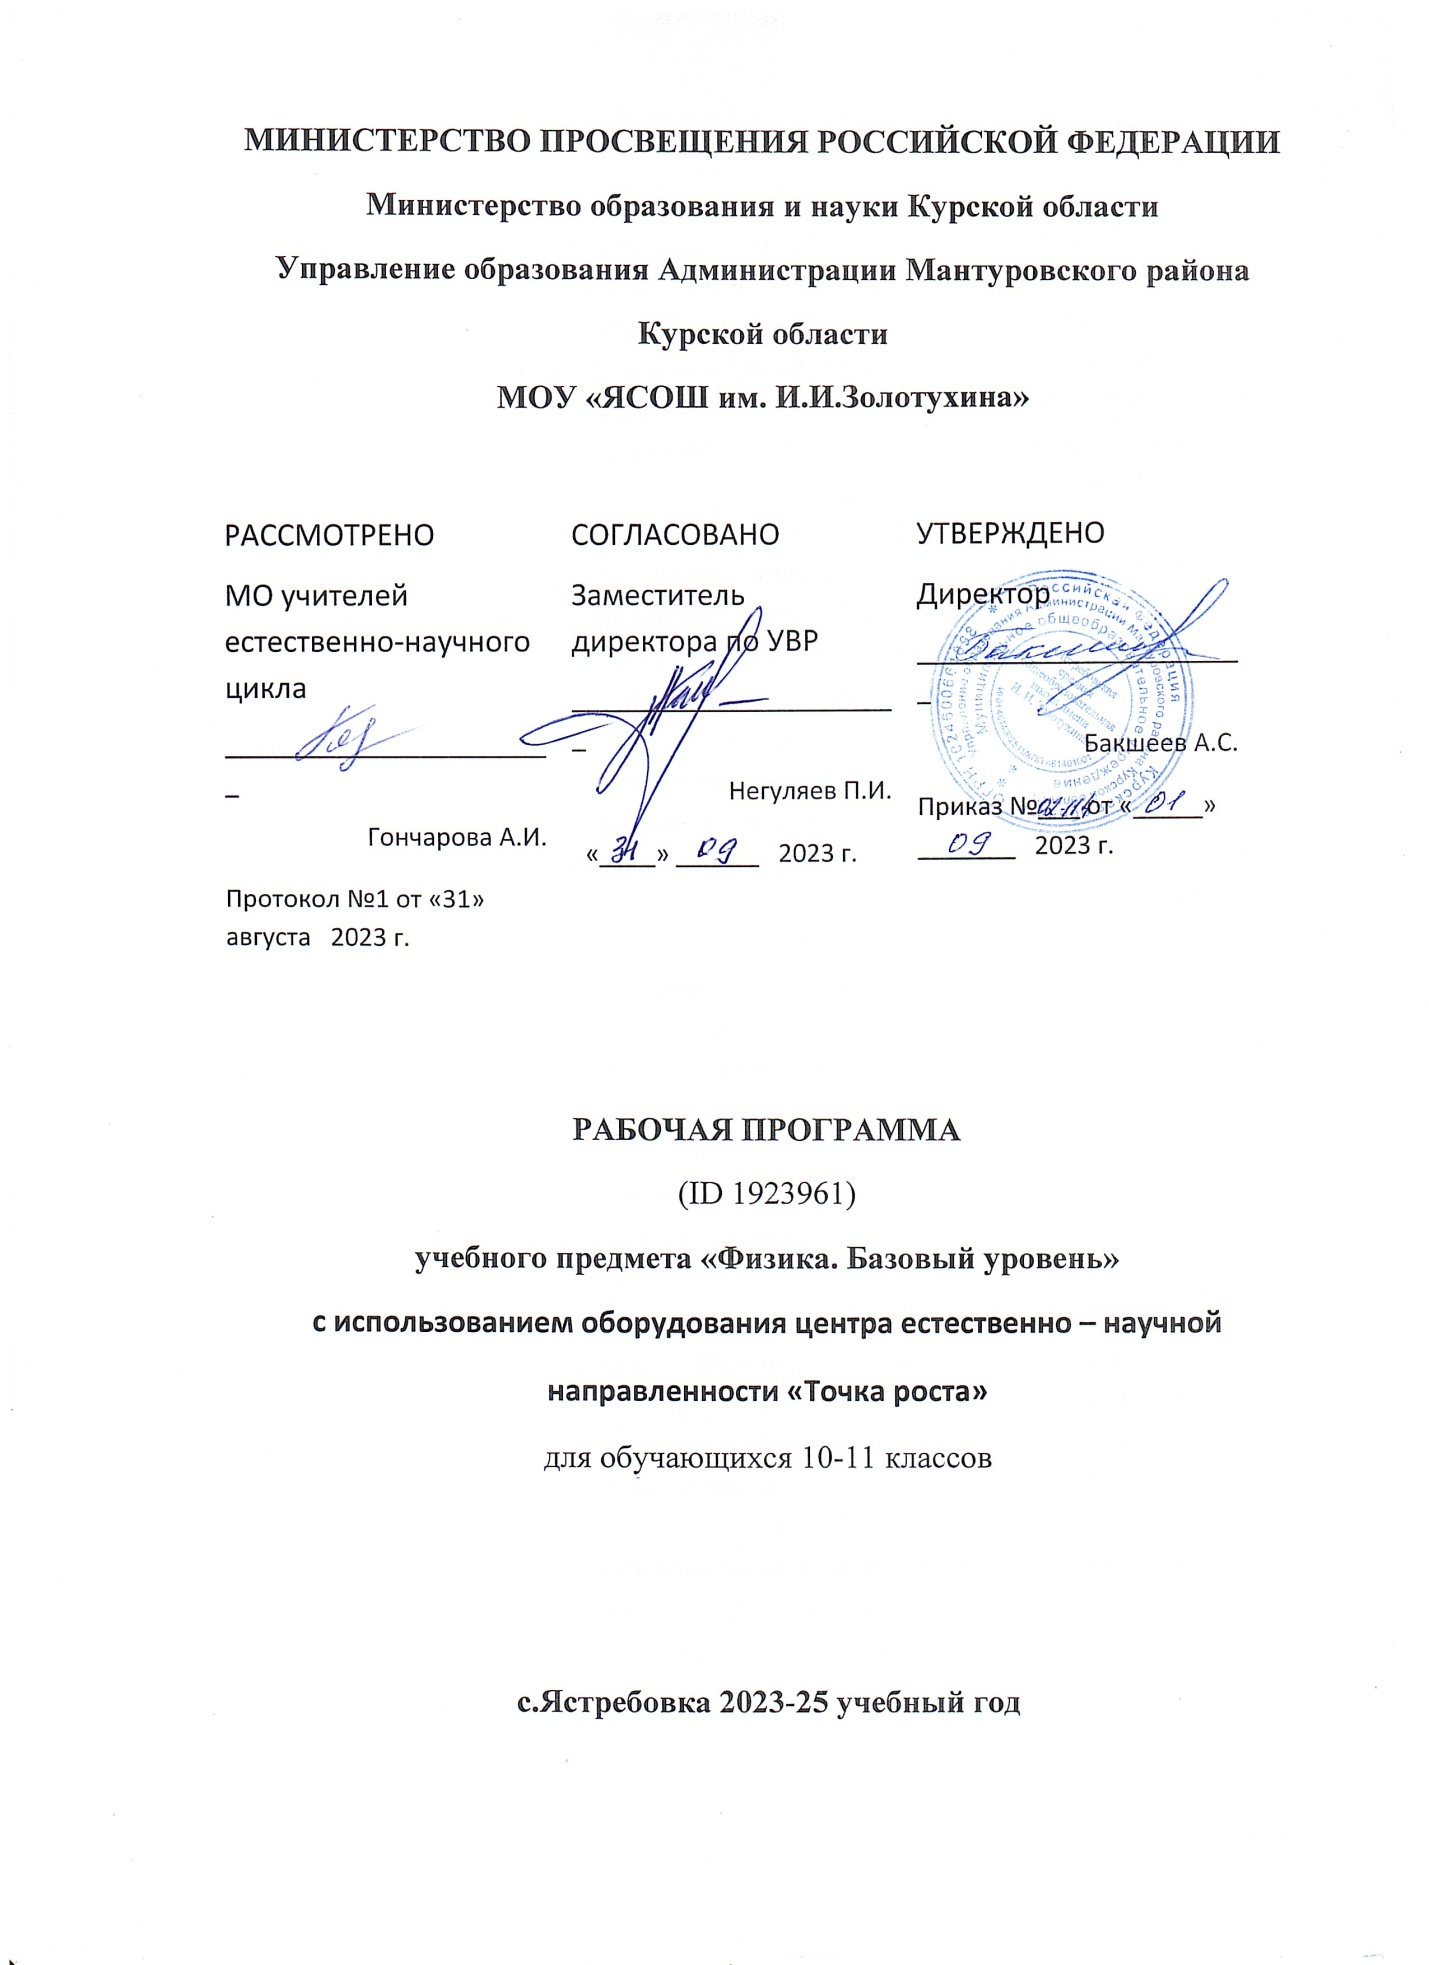 МИНИСТЕРСТВО ПРОСВЕЩЕНИЯ РОССИЙСКОЙ ФЕДЕРАЦИИ
Министерство образования и науки Курской области
Управление образования Администрации Мантуровского района
Курской области
МОУ «ЯСОШ им. И.И.Золотухина»
РАССМОТРЕНО
МО учителей
естественно-научного
цикла
Гончарова А.И.
Протокол №1 от «31»
августа 2023 г.
СОГЛАСОВАНО
Заместитель
директора по УВР
Негуляев П.И.
«31» 09 2023 г.
УТВЕРЖДЕНО
Директор
Бакшеев А.С.
Приказ № от «01»
09 2023 г.
РАБОЧАЯ ПРОГРАММА
(ID 1923961)
учебного предмета «Физика. Базовый уровень»
с использованием оборудования центра естественно – научной
направленности «Точка роста»
для обучающихся 10-11 классов
с.Ястребовка 2023-25 учебный год